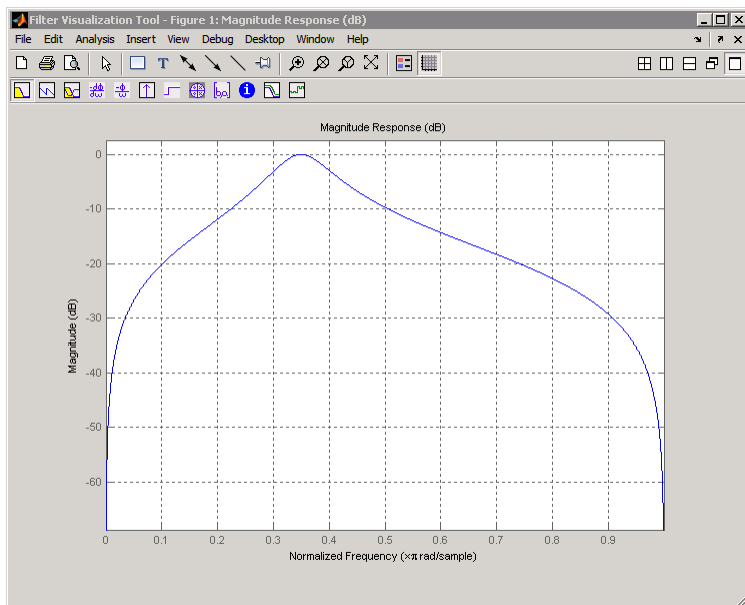 Filter Visualization Tool - Figure 1: Magnitude Response (dB)
File Edit Analysis Insert View Debug Desktop Window Help
Magnitude Response (dB)
0
-10
-20
-30
-40
-50
-60
Magnitude (dB)
0 0.1 0.2 0.3 0.4 0.5 0.6 0.7 0.8 0.9
Normalized Frequency (×π rad/sample)